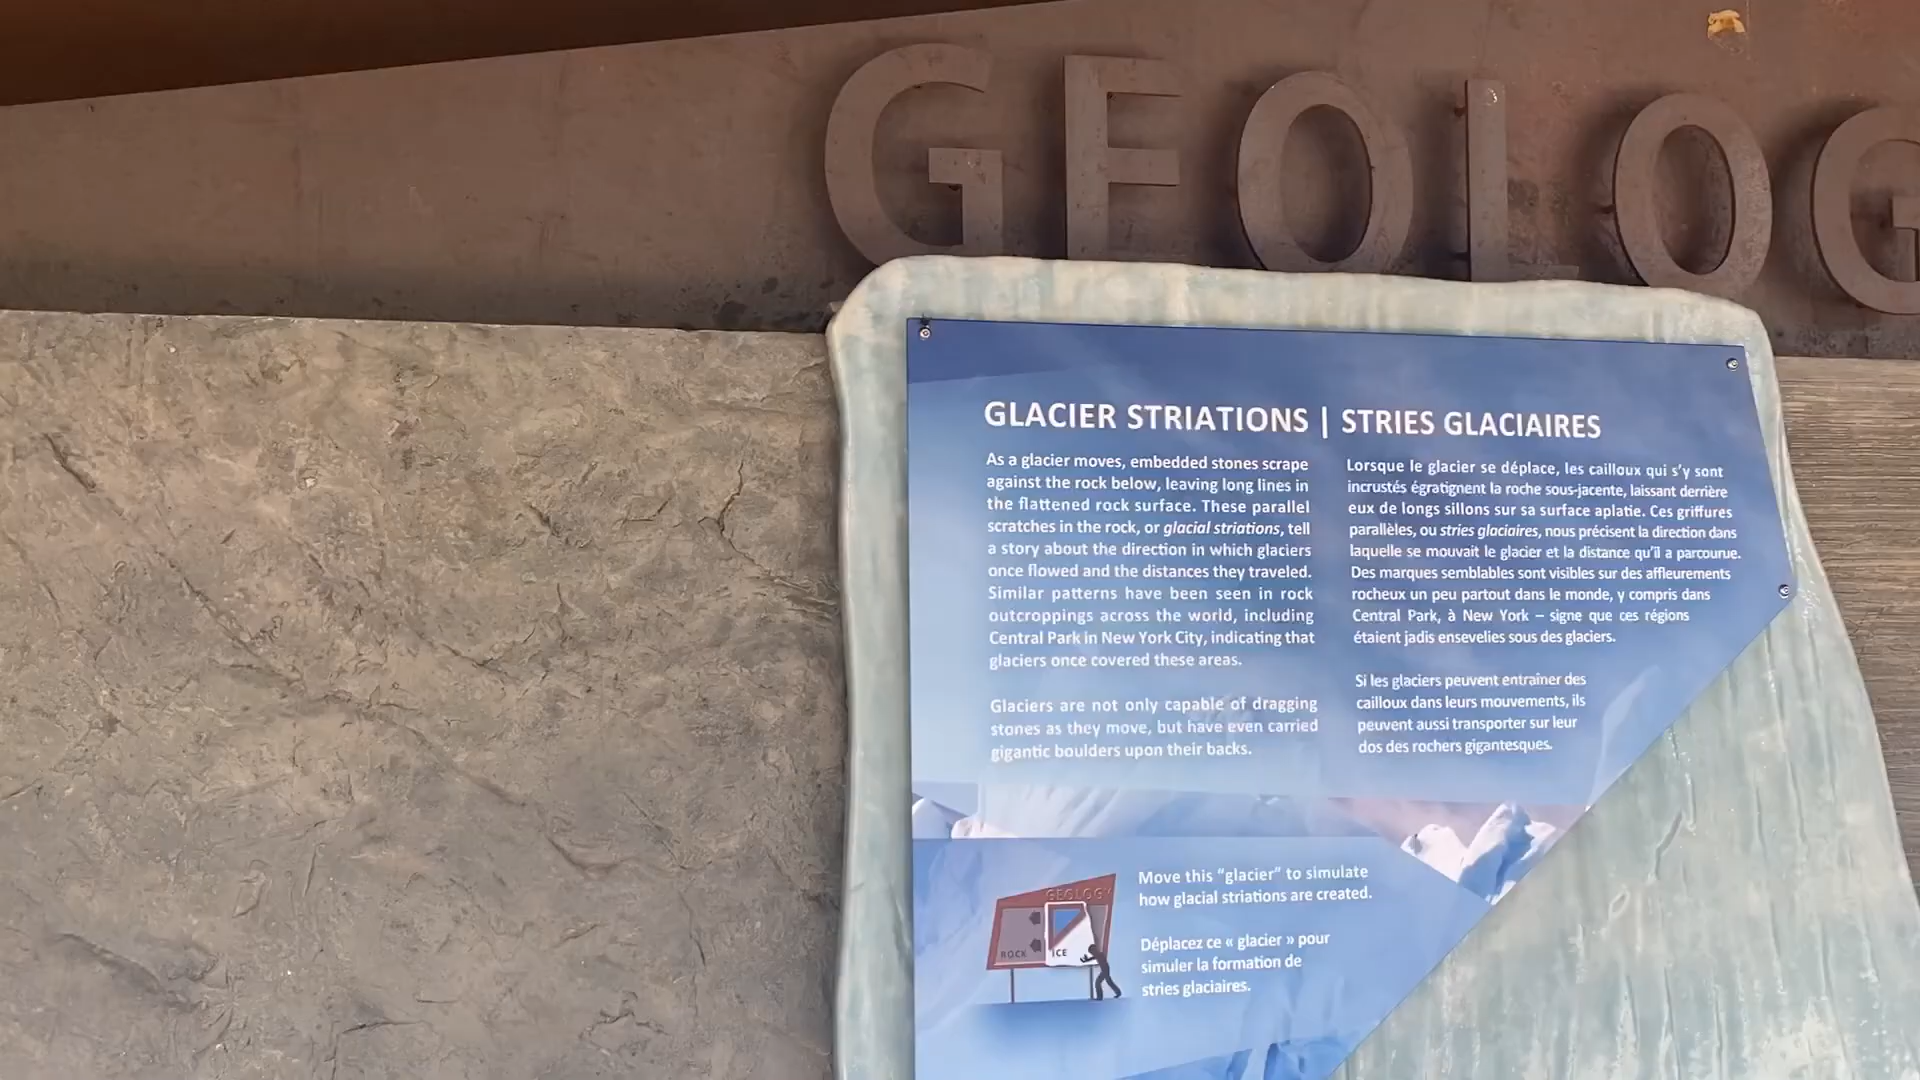 GEOLOG
GLACIER STRIATIONS | STRIES GLACIAIRES
As a glacier moves, embedded stones scrape
against the rock below, leaving long lines in
the flattened rock surface. These parallel
scratches in the rock, or glacial striations, tell
a story about the direction in which glaciers
once flowed and the distances they traveled.
Similar patterns have been seen in rock
outcroppings across the world, including
Central Park in New York City, indicating that
glaciers once covered these areas.
Glaciers are not only capable of dragging
stones as they move, but have even carried
gigantic boulders upon their backs.
Lorsque le glacier se déplace, les cailloux qui s'y sont
incrustés égratignent la roche sous-jacente, laissant derrière
eux de longs sillons sur sa surface aplatie. Ces griffures
parallèles, ou stries glaciaires, nous précisent la direction dans
laquelle se mouvait le glacier et la distance qu'il a parcourue.
Des marques semblables sont visibles sur des affleurements
rocheux un peu partout dans le monde, y compris dans
Central Park, à New York – signe que ces régions
étaient jadis ensevelies sous des glaciers.
Si les glaciers peuvent entraîner des
cailloux dans leurs mouvements, ils
peuvent aussi transporter sur leur
dos des rochers gigantesques.
GEOLOGY
ROCK
ICE
Move this “glacier” to simulate
how glacial striations are created.
Déplacez ce « glacier » pour
simuler la formation de
stries glaciaires.